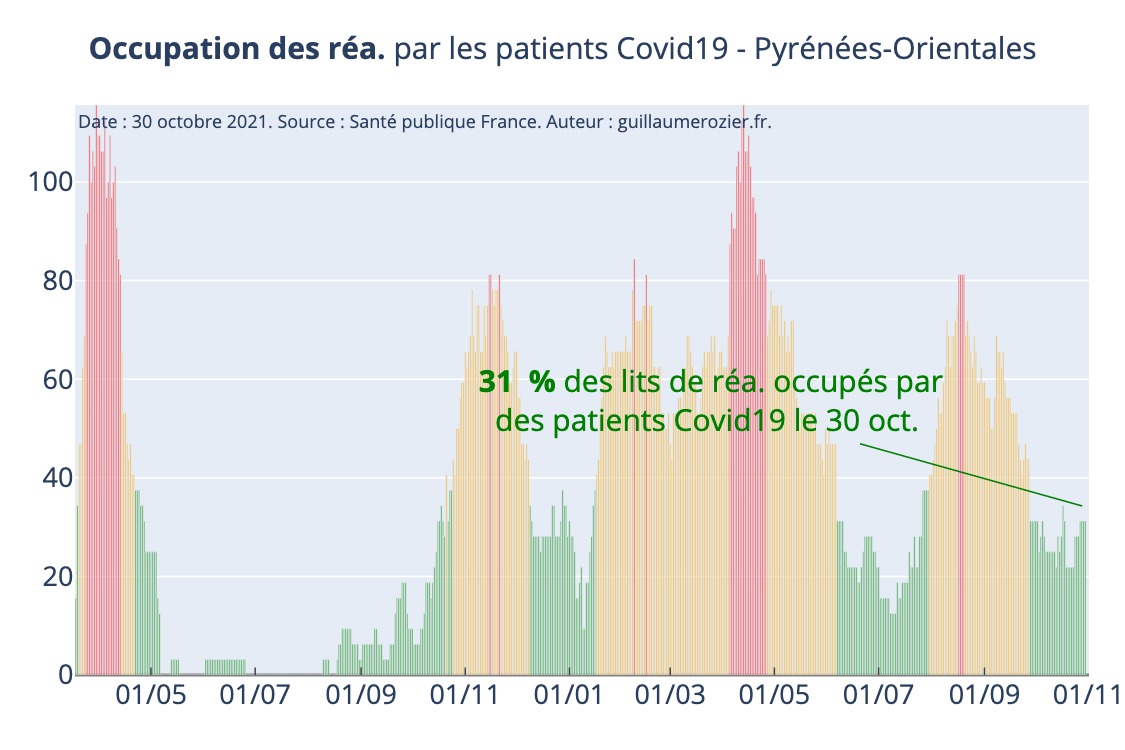 Occupation des réa. par les patients Covid19 - Pyrénées-Orientales
Date : 30 octobre 2021. Source : Santé publique France. Auteur : guillaumerozier.fr.
100
80
60
40
20
0
31 % des lits de réa. occupés par
des patients Covid19 le 30 oct.
01/05 01/07 01/09 01/11 01/01 01/03 01/05 01/07 01/09 01/11